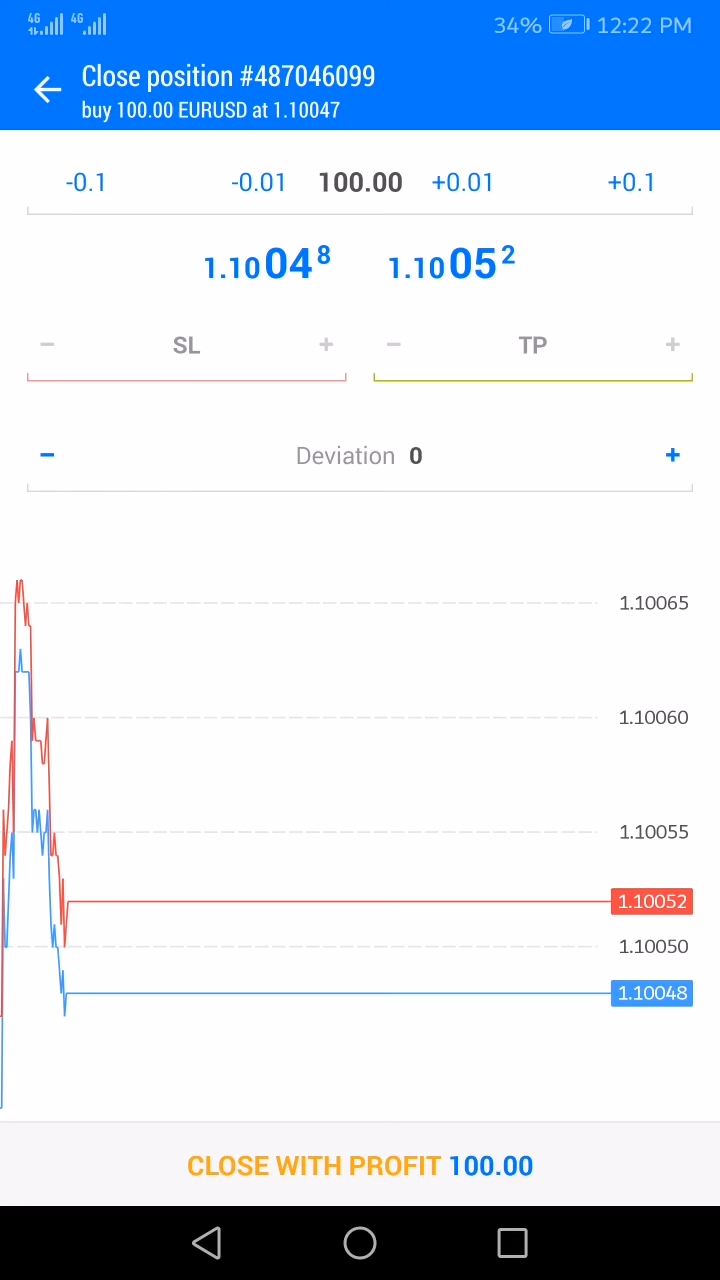 4G 4G 34% 12:22 PM
Close position #487046099
buy 100.00 EURUSD at 1.10047
-0.1 -0.01 100.00 +0.01 +0.1
1.10048 1.10052
− SL + − TP +
− Deviation 0 +
1.10065
1.10060
1.10055
1.10052
1.10050
1.10048
CLOSE WITH PROFIT 100.00